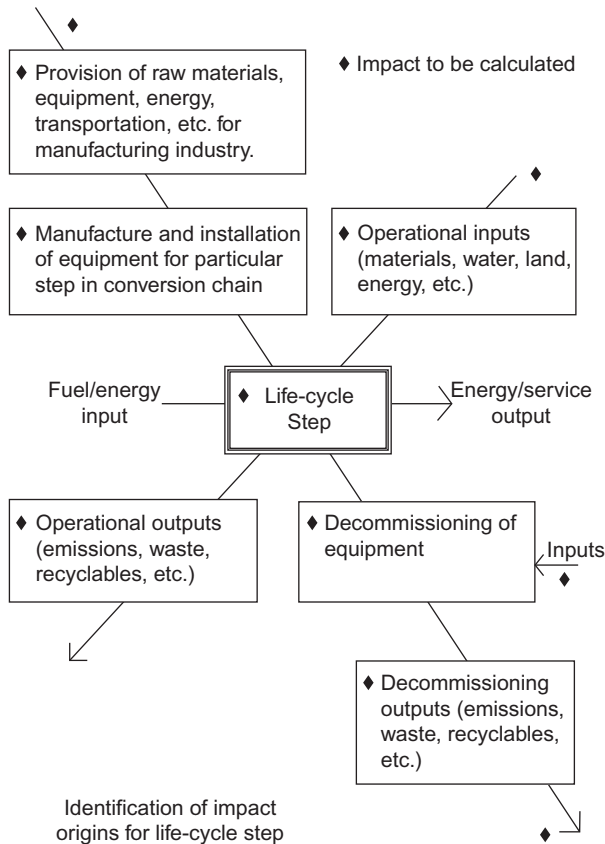 ♦ Provision of raw materials,
equipment, energy,
transportation, etc. for
manufacturing industry.
♦ Impact to be calculated
♦ Manufacture and installation
of equipment for particular
step in conversion chain
♦ Operational inputs
(materials, water, land,
energy, etc.)
Fuel/energy
input
♦ Life-cycle
Step
Energy/service
output
♦ Operational outputs
(emissions, waste,
recyclables, etc.)
♦ Decommissioning of
equipment
Inputs
♦ Decommissioning
outputs (emissions,
waste, recyclables,
etc.)
Identification of impact
origins for life-cycle step